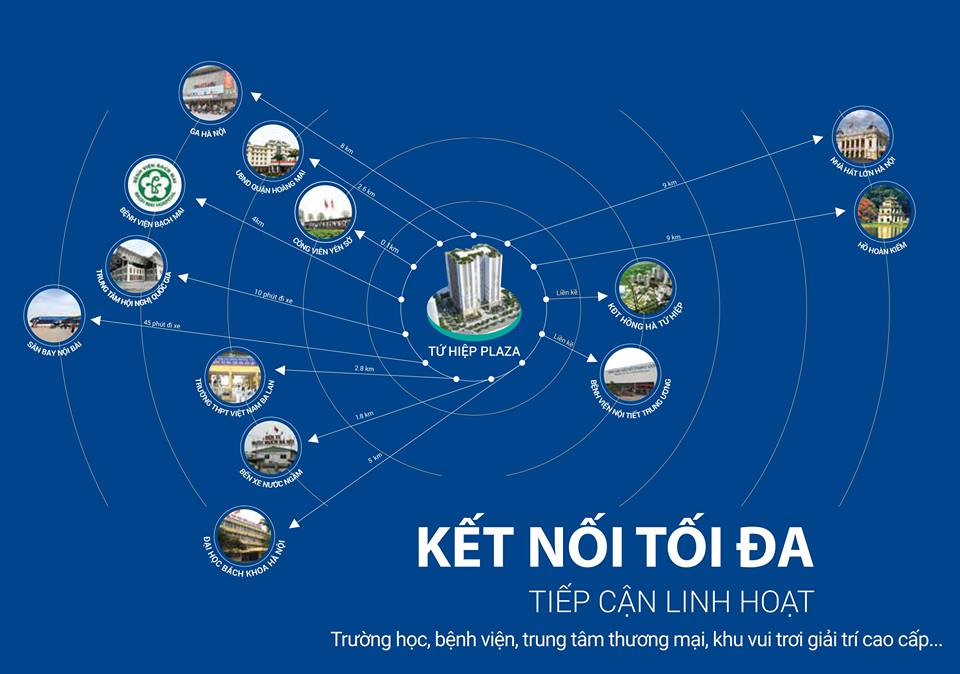 GA HÀ NỘI
8 km
UBND QUẬN HOÀNG MAI
2.6 km
BỆNH VIỆN BẠCH MAI
4km
CÔNG VIÊN YÊN SỞ
0.1km
TRUNG TÂM HỘI NGHỊ QUỐC GIA
10 phút đi xe
SÂN BAY NỘI BÀI
45 phút đi xe
TRƯỜNG THPT VIỆT NAM BA LAN
2.8 km
BẾN XE NƯỚC NGẦM
1.8 km
ĐẠI HỌC BÁCH KHOA HÀ NỘI
5 km
TỨ HIỆP PLAZA
NHÀ HÁT LỚN HÀ NỘI
9 km
HỒ HOÀN KIẾM
9 km
KĐT HỒNG HÀ TỨ HIỆP
Liền kề
BỆNH VIỆN NỘI TIẾT TRUNG ƯƠNG
Liền kề
KẾT NỐI TỐI ĐA
TIẾP CẬN LINH HOẠT
Trường học, bệnh viện, trung tâm thương mại, khu vui trơi giải trí cao cấp...